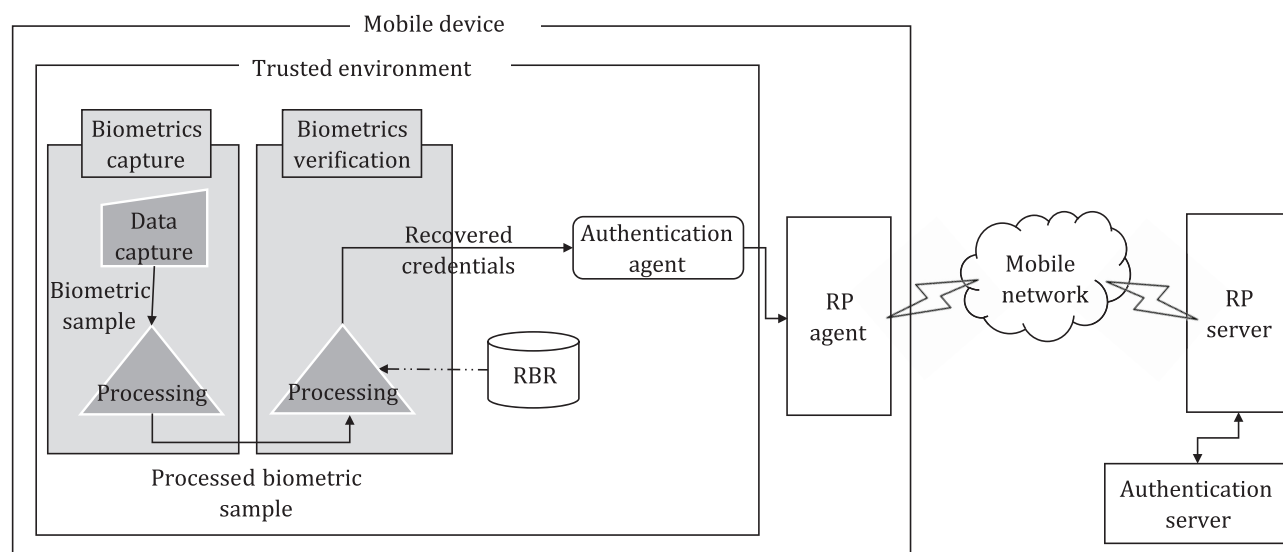 Mobile device
Trusted environment
Biometrics
capture
Biometrics
verification
Data
capture
Biometric
sample
Processing
Processed biometric
sample
Processing
Recovered
credentials
RBR
Authentication
agent
RP
agent
Mobile
network
RP
server
Authentication
server